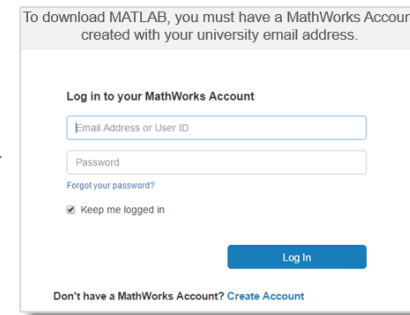 To download MATLAB, you must have a MathWorks Accoun
created with your university email address.
Log in to your MathWorks Account
Email Address or User ID
Password
Forgot your password?
Keep me logged in
Log In
Don't have a MathWorks Account? Create Account